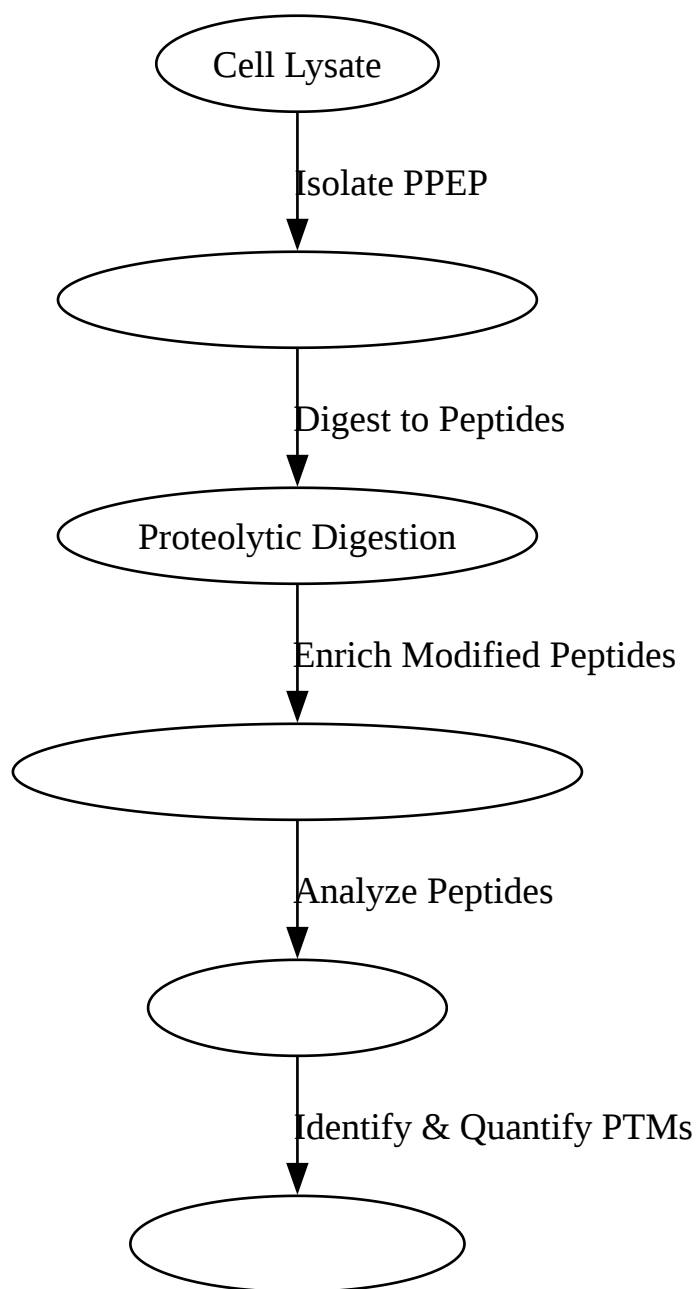 Cell Lysate
Isolate PPEP
Digest to Peptides
Proteolytic Digestion
Enrich Modified Peptides
Analyze Peptides
Identify & Quantify PTMs